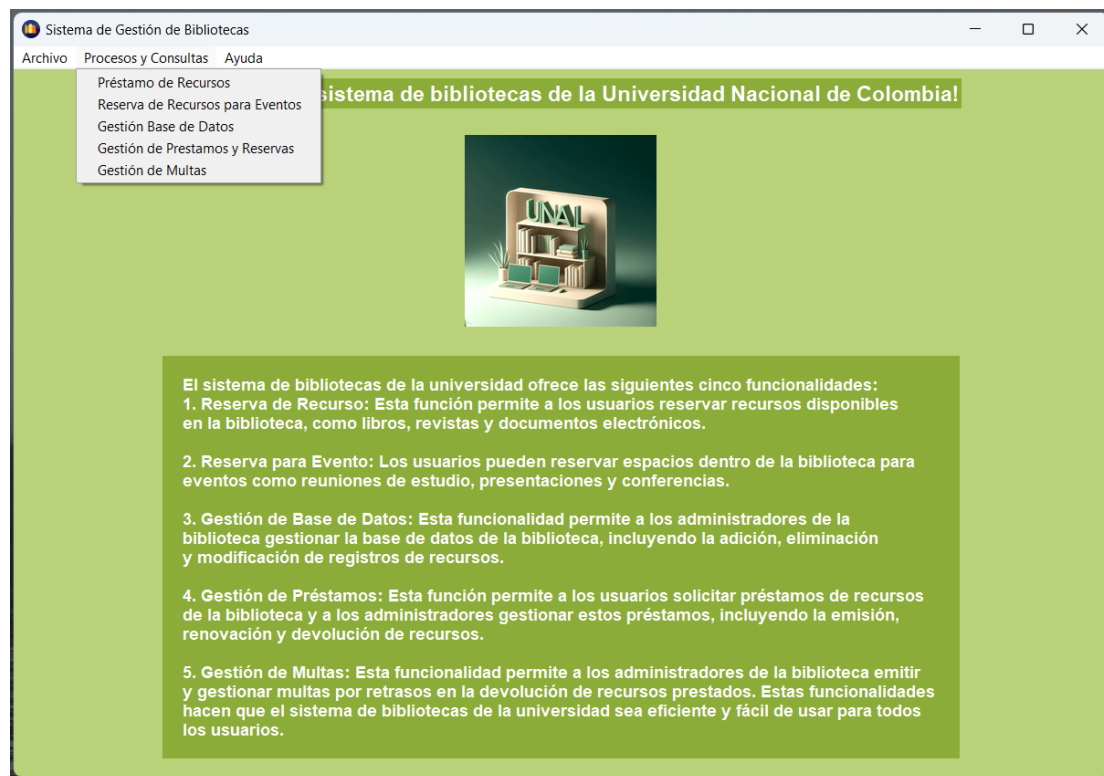 Sistema de Gestión de Bibliotecas
Archivo Procesos y Consultas Ayuda
Préstamo de Recursos
Reserva de Recursos para Eventos
Gestión Base de Datos
Gestión de Prestamos y Reservas
Gestión de Multas
sistema de bibliotecas de la Universidad Nacional de Colombia!
UNAL
El sistema de bibliotecas de la universidad ofrece las siguientes cinco funcionalidades:
1. Reserva de Recurso: Esta función permite a los usuarios reservar recursos disponibles
en la biblioteca, como libros, revistas y documentos electrónicos.
2. Reserva para Evento: Los usuarios pueden reservar espacios dentro de la biblioteca para
eventos como reuniones de estudio, presentaciones y conferencias.
3. Gestión de Base de Datos: Esta funcionalidad permite a los administradores de la
biblioteca gestionar la base de datos de la biblioteca, incluyendo la adición, eliminación
y modificación de registros de recursos.
4. Gestión de Préstamos: Esta función permite a los usuarios solicitar préstamos de recursos
de la biblioteca y a los administradores gestionar estos préstamos, incluyendo la emisión,
renovación y devolución de recursos.
5. Gestión de Multas: Esta funcionalidad permite a los administradores de la biblioteca emitir
y gestionar multas por retrasos en la devolución de recursos prestados. Estas funcionalidades
hacen que el sistema de bibliotecas de la universidad sea eficiente y fácil de usar para todos
los usuarios.